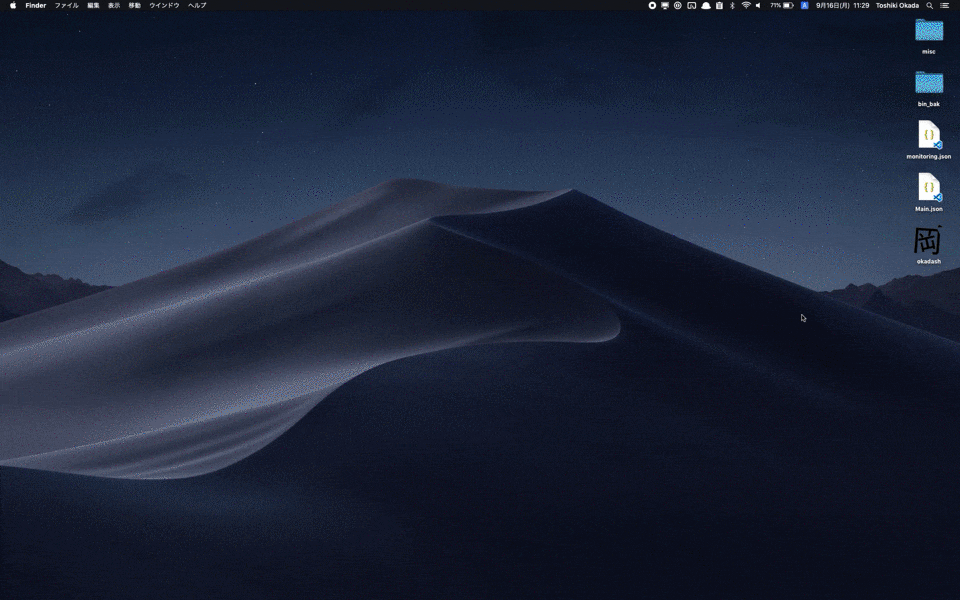 Finder ファイル 編集 表示 移動 ウインドウ ヘルプ 71% A 9月16日(月) 11:29 Toshiki Okada
misc
bin_bak
{ }
monitoring.json
{ }
Main.json
岡
okadash